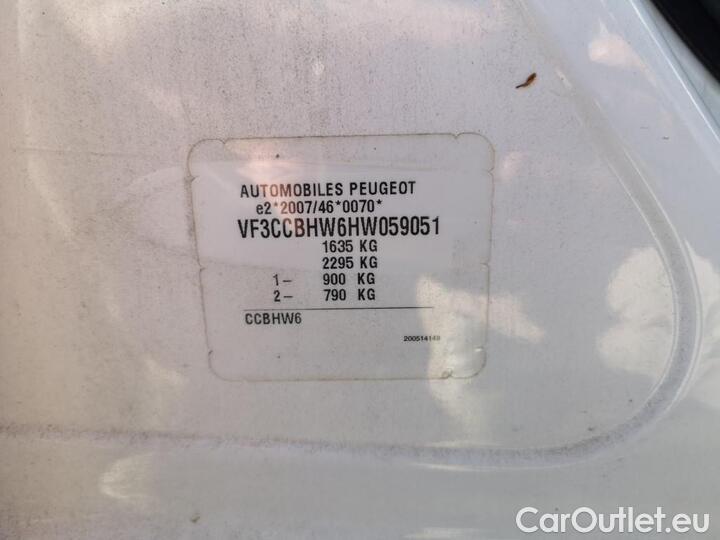 AUTOMOBILES PEUGEOT
e2*2007/46*0070*
VF3CCBHW6HW059051
1635 KG
2295 KG
1- 900 KG
2- 790 KG
CCBHW6
200514149
CarOutlet.eu